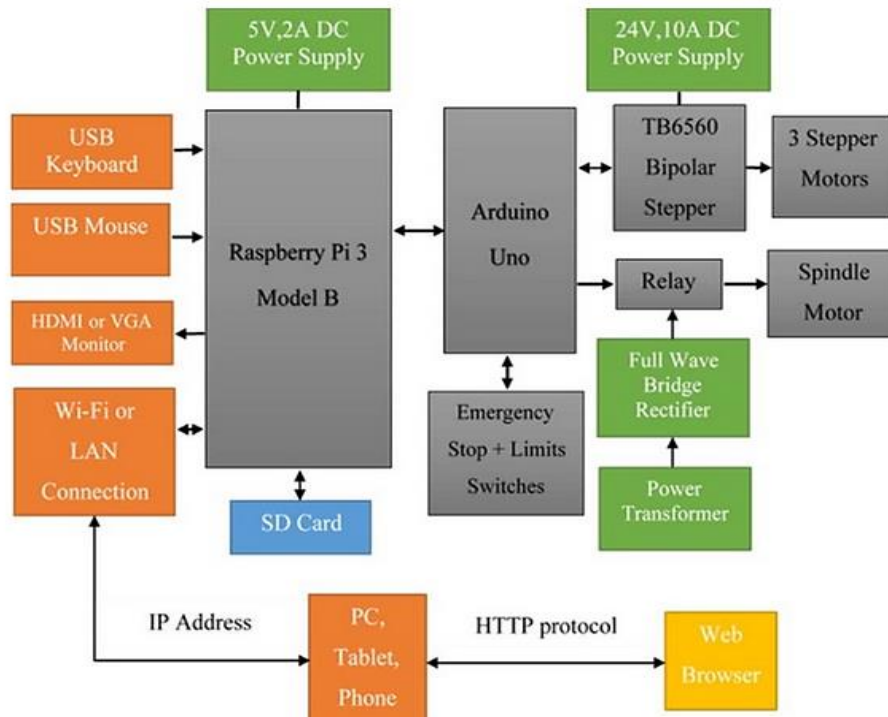 5V,2A DC
Power Supply
24V,10A DC
Power Supply
USB
Keyboard
USB Mouse
HDMI or VGA
Monitor
Wi-Fi or
LAN
Connection
Raspberry Pi 3
Model B
SD Card
Arduino
Uno
Emergency
Stop + Limits
Switches
TB6560
Bipolar
Stepper
3 Stepper
Motors
Relay
Spindle
Motor
Full Wave
Bridge
Rectifier
Power
Transformer
IP Address
PC,
Tablet,
Phone
HTTP protocol
Web
Browser